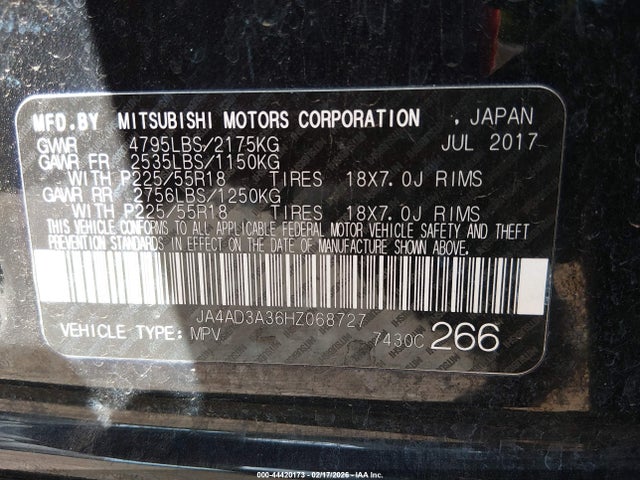 MFD.BY MITSUBISHI MOTORS CORPORATION . JAPAN
GVWR 4795LBS/2175KG JUL 2017
GAWR FR 2535LBS/1150KG
WITH P225/55R18 TIRES 18X7.0J RIMS
GAWR RR 2756LBS/1250KG
WITH P225/55R18 TIRES 18X7.0J RIMS
THIS VEHICLE CONFORMS TO ALL APPLICABLE FEDERAL MOTOR VEHICLE SAFETY AND THEFT
PREVENTION STANDARDS IN EFFECT ON THE DATE OF MANUFACTURE SHOWN ABOVE.
JA4AD3A36HZ068727
VEHICLE TYPE: MPV 7430C 266
000-44420173 - 02/17/2026 - IAA Inc.